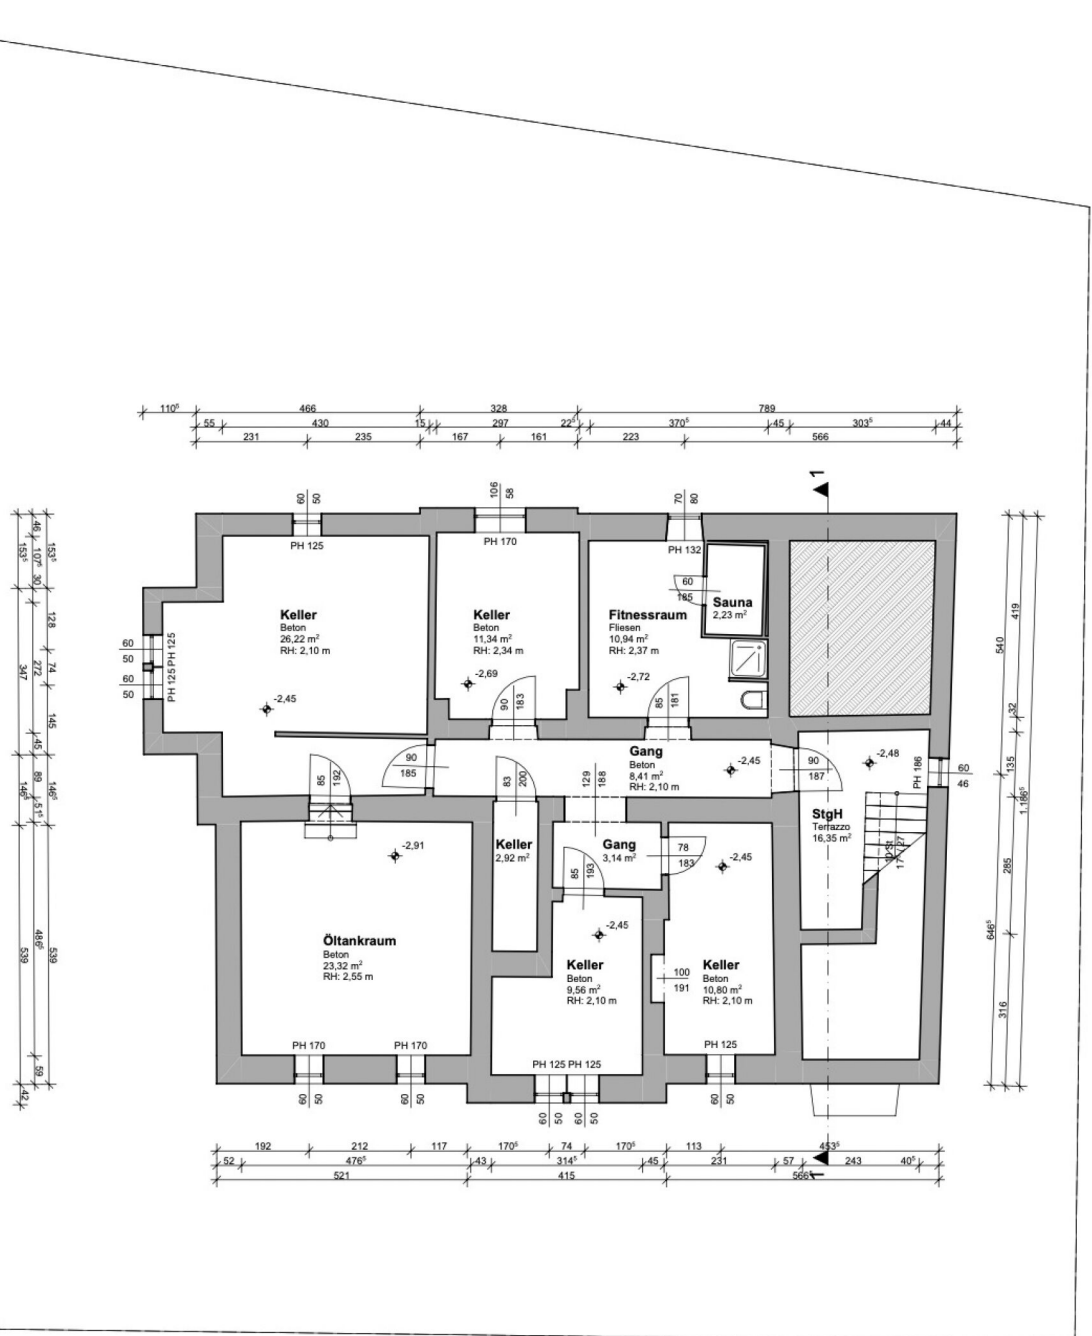 110⁵ 466 328 789
55 430 15 297 22⁵ 370⁵ 45 303⁵ 44
231 235 167 161 223 566
1
60 50
106 58
70 80
PH 125
PH 170
PH 132
Keller
Beton
26,22 m²
RH: 2,10 m
-2,45
Keller
Beton
11,34 m²
RH: 2,34 m
-2,69
90 183
Fitnessraum
Fliesen
10,94 m²
RH: 2,37 m
-2,72
85 181
60
185
Sauna
2,23 m²
60
50
60
50
PH 125 PH 125
153⁵ 347 146⁵ 539
46 107⁵ 30 272 45 89 51⁵ 486⁵ 59
153⁵ 128 74 145 146⁵ 539
42
540 646⁵
419 32 135 285 316
1.186⁵
85 192
90
185
83 200
129 188
Gang
Beton
8,41 m²
RH: 2,10 m
-2,45
90
187
-2,48
PH 186
60
46
StgH
Terrazzo
16,35 m²
10 St
Keller
2,92 m²
Gang
3,14 m²
85 193
78
183
-2,45
-2,91
Öltankraum
Beton
23,32 m²
RH: 2,55 m
-2,45
Keller
Beton
9,56 m²
RH: 2,10 m
100
191
Keller
Beton
10,80 m²
RH: 2,10 m
PH 170
PH 170
PH 125 PH 125
PH 125
60 50
60 50
60 50
60 50
60 50
192 212 117 170⁵ 74 170⁵ 113 453⁵
52 476⁵ 43 314⁵ 45 231 57 243 40⁵
521 415 566⁵
1